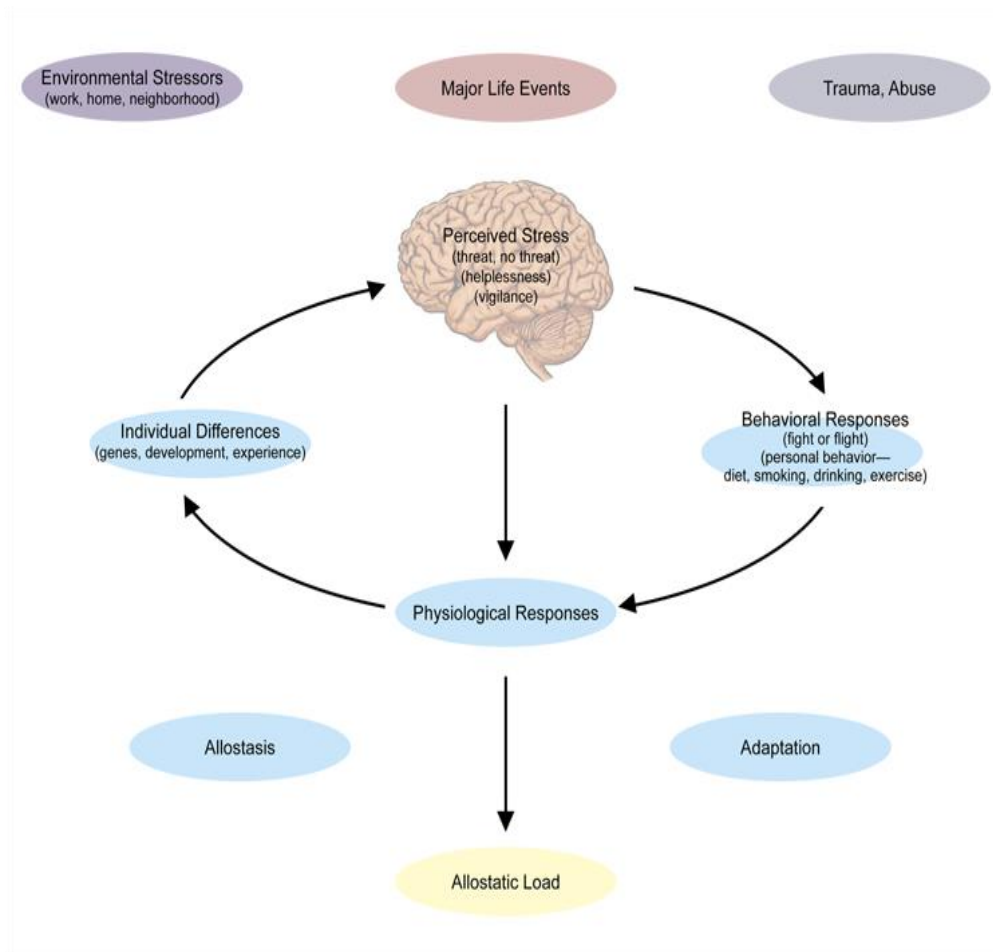 Environmental Stressors
(work, home, neighborhood)
Major Life Events
Trauma, Abuse
Perceived Stress
(threat, no threat)
(helplessness)
(vigilance)
Individual Differences
(genes, development, experience)
Behavioral Responses
(fight or flight)
(personal behavior—
diet, smoking, drinking, exercise)
Physiological Responses
Allostasis
Adaptation
Allostatic Load